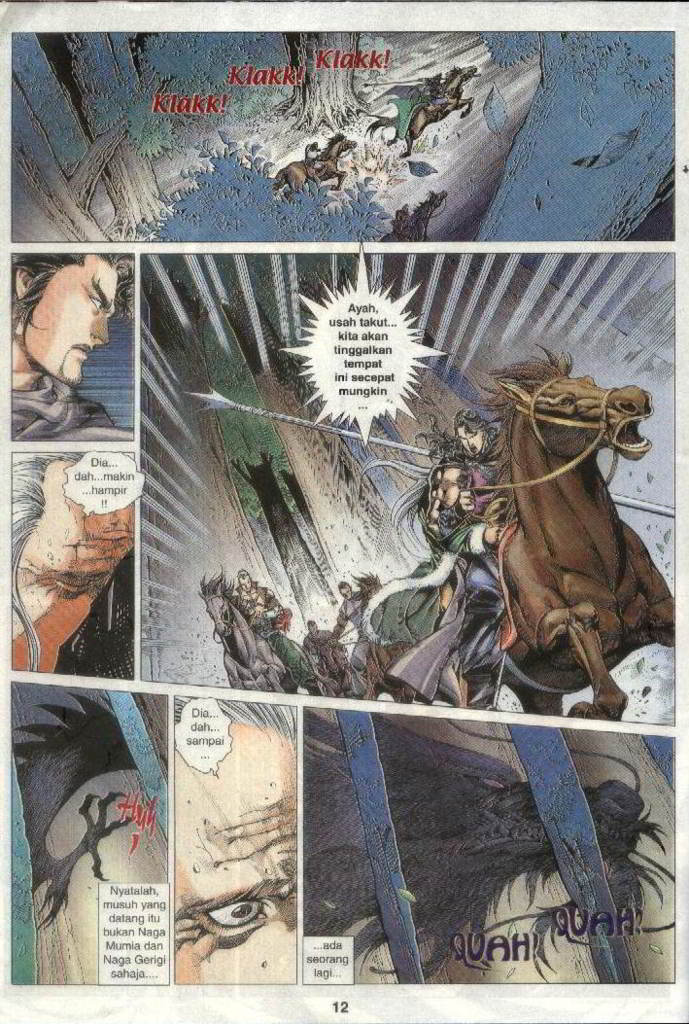 Klakk!
Klakk!
Klakk!
Ayah,
usah takut...
kita akan
tinggalkan
tempat
ini secepat
mungkin
...
Dia...
dah...makin
...hampir
!!
Dia...
dah...
sampai
...
Huh
!
Nyatalah,
musuh yang
datang itu
bukan Naga
Mumia dan
Naga Gerigi
sahaja....
...ada
seorang
lagi...
QUAH!
QUAH!
12